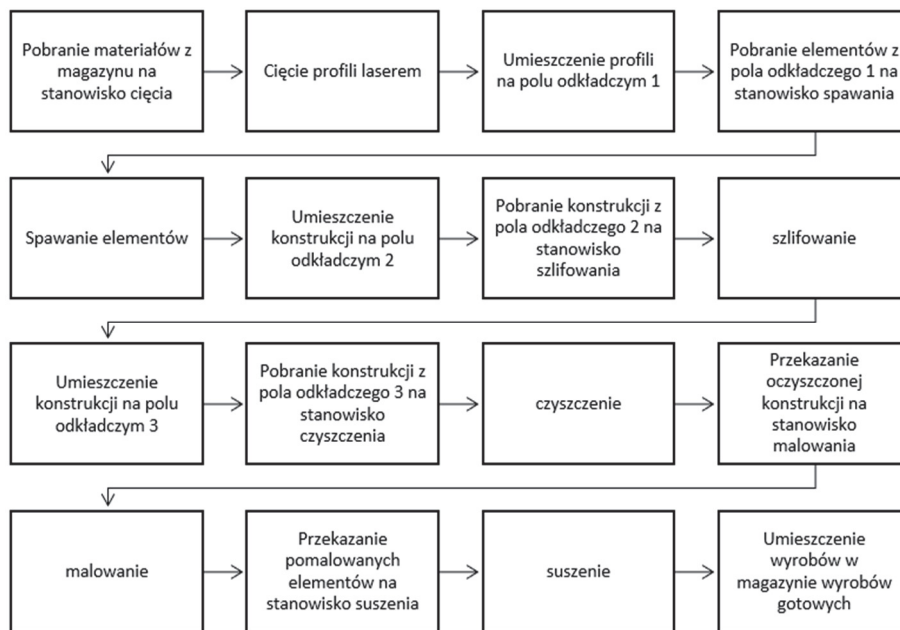 Pobranie materiałów z
magazynu na
stanowisko cięcia
Cięcie profili laserem
Umieszczenie profili
na polu odkładczym 1
Pobranie elementów z
pola odkładczego 1 na
stanowisko spawania
Spawanie elementów
Umieszczenie
konstrukcji na polu
odkładczym 2
Pobranie konstrukcji z
pola odkładczego 2 na
stanowisko
szlifowania
szlifowanie
Umieszczenie
konstrukcji na polu
odkładczym 3
Pobranie konstrukcji z
pola odkładczego 3 na
stanowisko
czyszczenia
czyszczenie
Przekazanie
oczyszczonej
konstrukcji na
stanowisko
malowania
malowanie
Przekazanie
pomalowanych
elementów na
stanowisko suszenia
suszenie
Umieszczenie
wyrobów w
magazynie wyrobów
gotowych